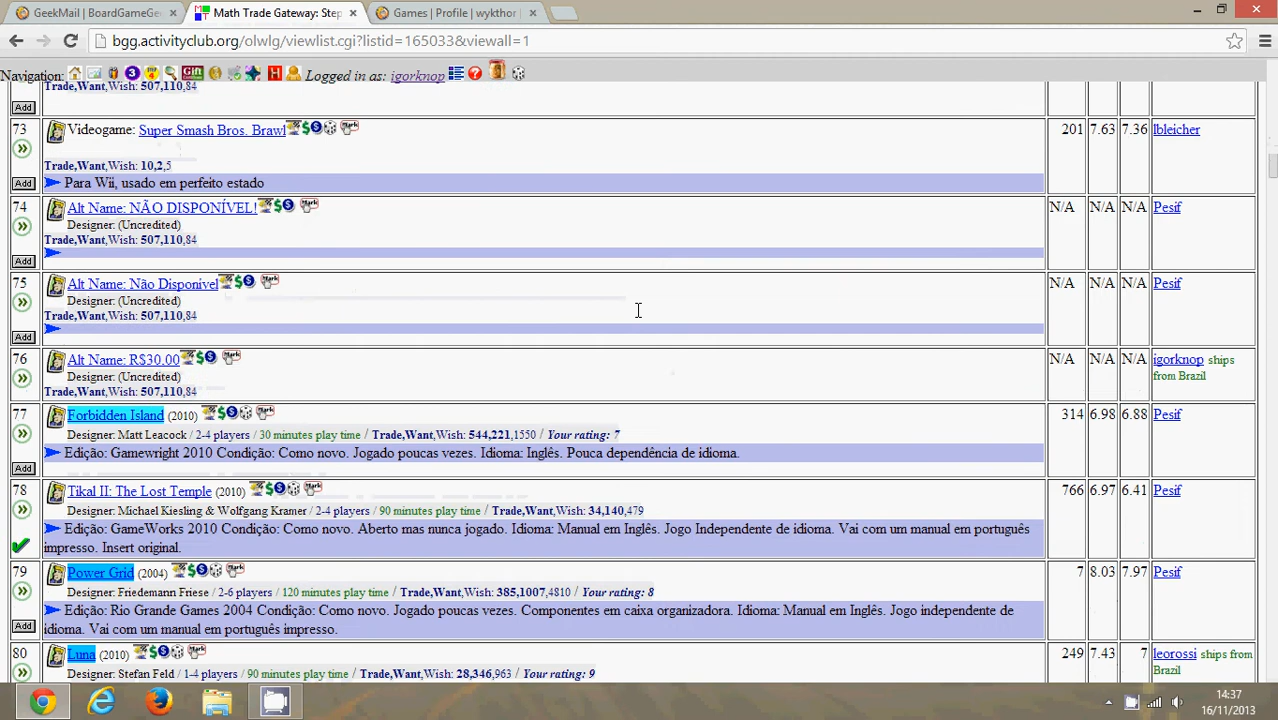 GeekMail | BoardGameGe
Math Trade Gateway: Step
Games | Profile | wykthor |
bgg.activityclub.org/olwlg/viewlist.cgi?listid=165033&viewall=1
Navigation: Logged in as: igorknop
Trade,Want,Wish: 507,110,84
Add
73 Videogame: Super Smash Bros. Brawl 201 7.63 7.36 lbleicher
Trade,Want,Wish: 10,2,5
Add Para Wii, usado em perfeito estado
74 Alt Name: NÃO DISPONÍVEL! N/A N/A N/A Pesif
Designer: (Uncredited)
Trade,Want,Wish: 507,110,84
Add
75 Alt Name: Não Disponivel N/A N/A N/A Pesif
Designer: (Uncredited)
Trade,Want,Wish: 507,110,84
Add
76 Alt Name: R$30.00 N/A N/A N/A igorknop ships
Designer: (Uncredited) from Brazil
Trade,Want,Wish: 507,110,84
77 Forbidden Island (2010) 314 6.98 6.88 Pesif
Designer: Matt Leacock / 2-4 players / 30 minutes play time / Trade,Want,Wish: 544,221,1550 / Your rating: 7
Edição: Gamewright 2010 Condição: Como novo. Jogado poucas vezes. Idioma: Inglês. Pouca dependência de idioma.
Add
78 Tikal II: The Lost Temple (2010) 766 6.97 6.41 Pesif
Designer: Michael Kiesling & Wolfgang Kramer / 2-4 players / 90 minutes play time / Trade,Want,Wish: 34,140,479
Edição: GameWorks 2010 Condição: Como novo. Aberto mas nunca jogado. Idioma: Manual em Inglês. Jogo Independente de idioma. Vai com um manual em português
impresso. Insert original.
79 Power Grid (2004) 7 8.03 7.97 Pesif
Designer: Friedemann Friese / 2-6 players / 120 minutes play time / Trade,Want,Wish: 385,1007,4810 / Your rating: 8
Edição: Rio Grande Games 2004 Condição: Como novo. Jogado poucas vezes. Componentes em caixa organizadora. Idioma: Manual em Inglês. Jogo independente de
Add idioma. Vai com um manual em português impresso.
80 Luna (2010) 249 7.43 7 leorossi ships from
Designer: Stefan Feld / 1-4 players / 90 minutes play time / Trade,Want,Wish: 28,346,963 / Your rating: 9 Brazil
14:37
16/11/2013